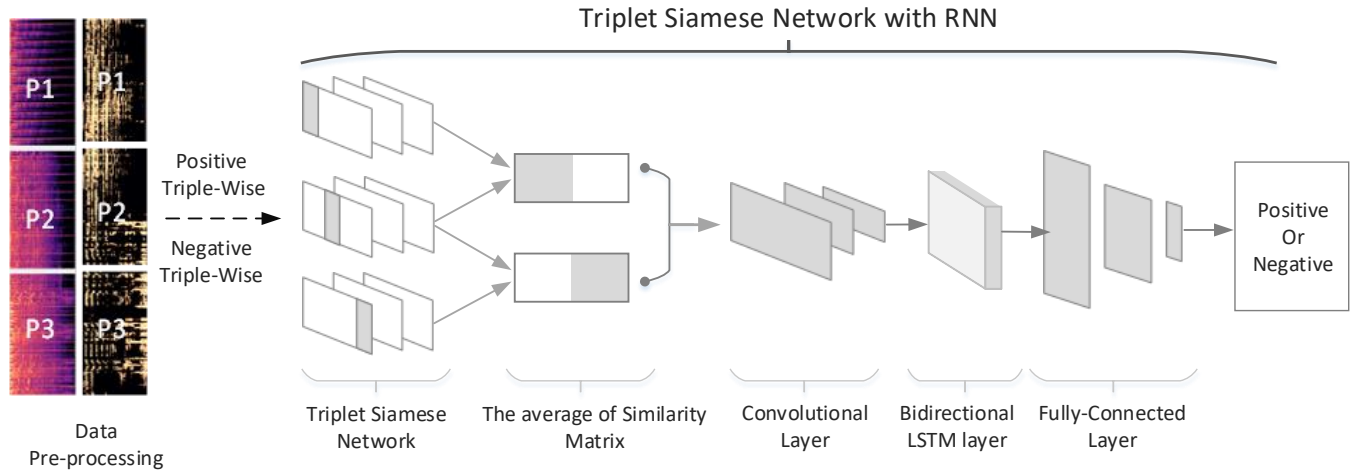 Triplet Siamese Network with RNN
P1
P1
P2
P2
P3
P3
Positive
Triple-Wise
Negative
Triple-Wise
Positive
Or
Negative
Data
Pre-processing
Triplet Siamese
Network
The average of Similarity
Matrix
Convolutional
Layer
Bidirectional
LSTM layer
Fully-Connected
Layer